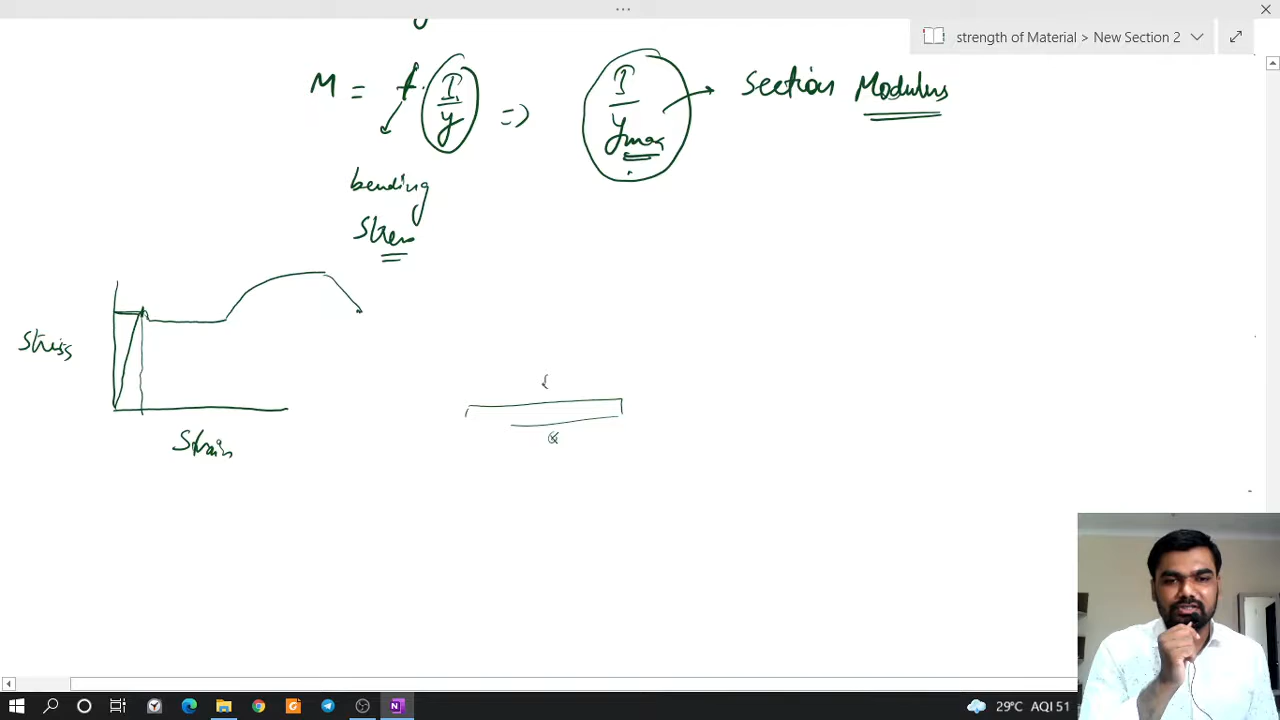 strength of Material > New Section 2
M = f. I/y => I/ymax → Section Modulus
bending
Stress
Stress
Strain
29°C AQI 51